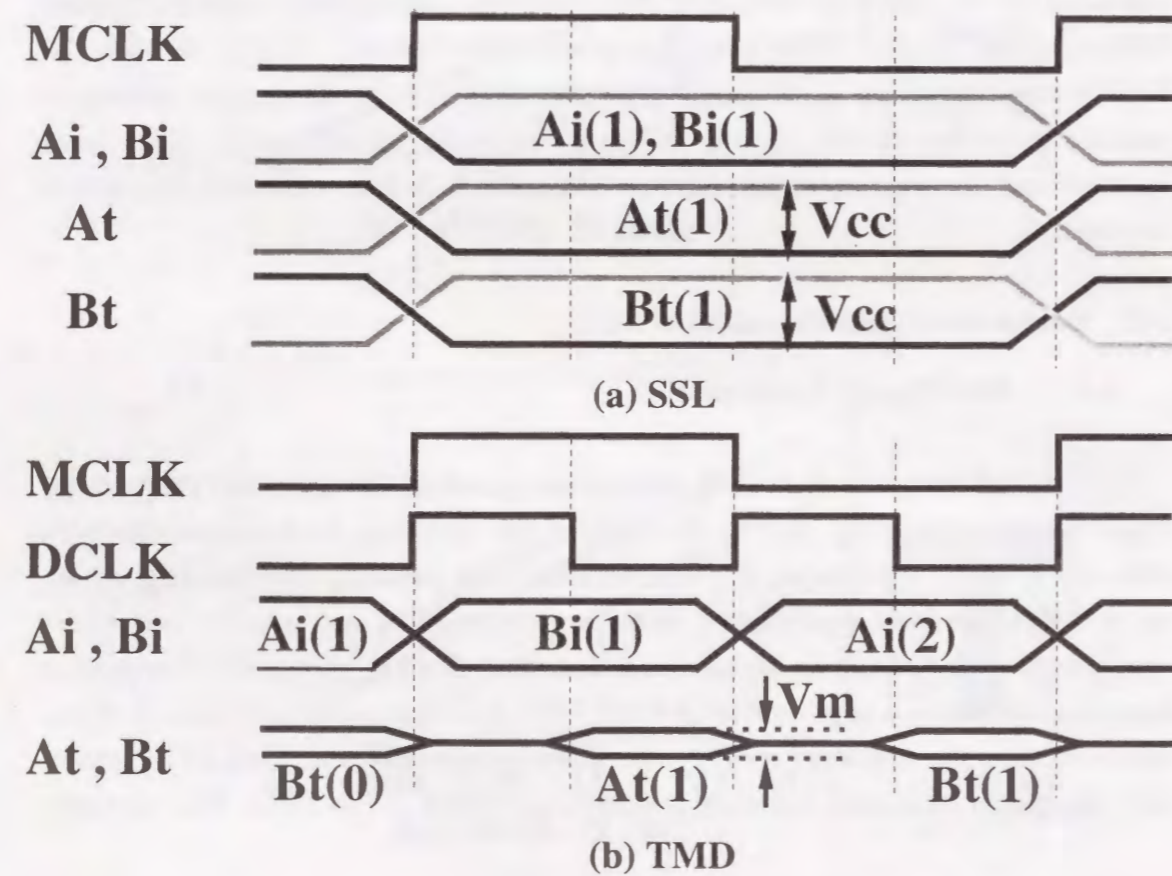 MCLK
Ai , Bi
Ai(1), Bi(1)
At
At(1)
Vcc
Bt
Bt(1)
Vcc
(a) SSL
MCLK
DCLK
Ai , Bi
Ai(1)
Bi(1)
Ai(2)
Vm
At , Bt
Bt(0)
At(1)
Bt(1)
(b) TMD